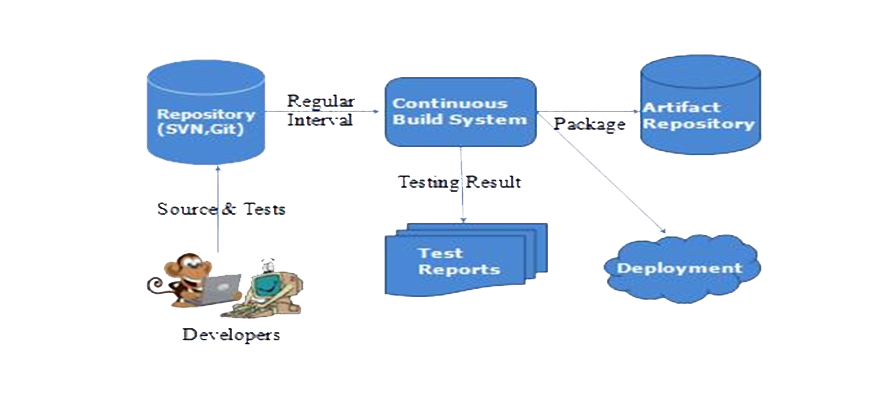 Repository
(SVN,Git)
Regular
Interval
Continuous
Build System
Package
Artifact
Repository
Source & Tests
Testing Result
Test
Reports
Deployment
Developers